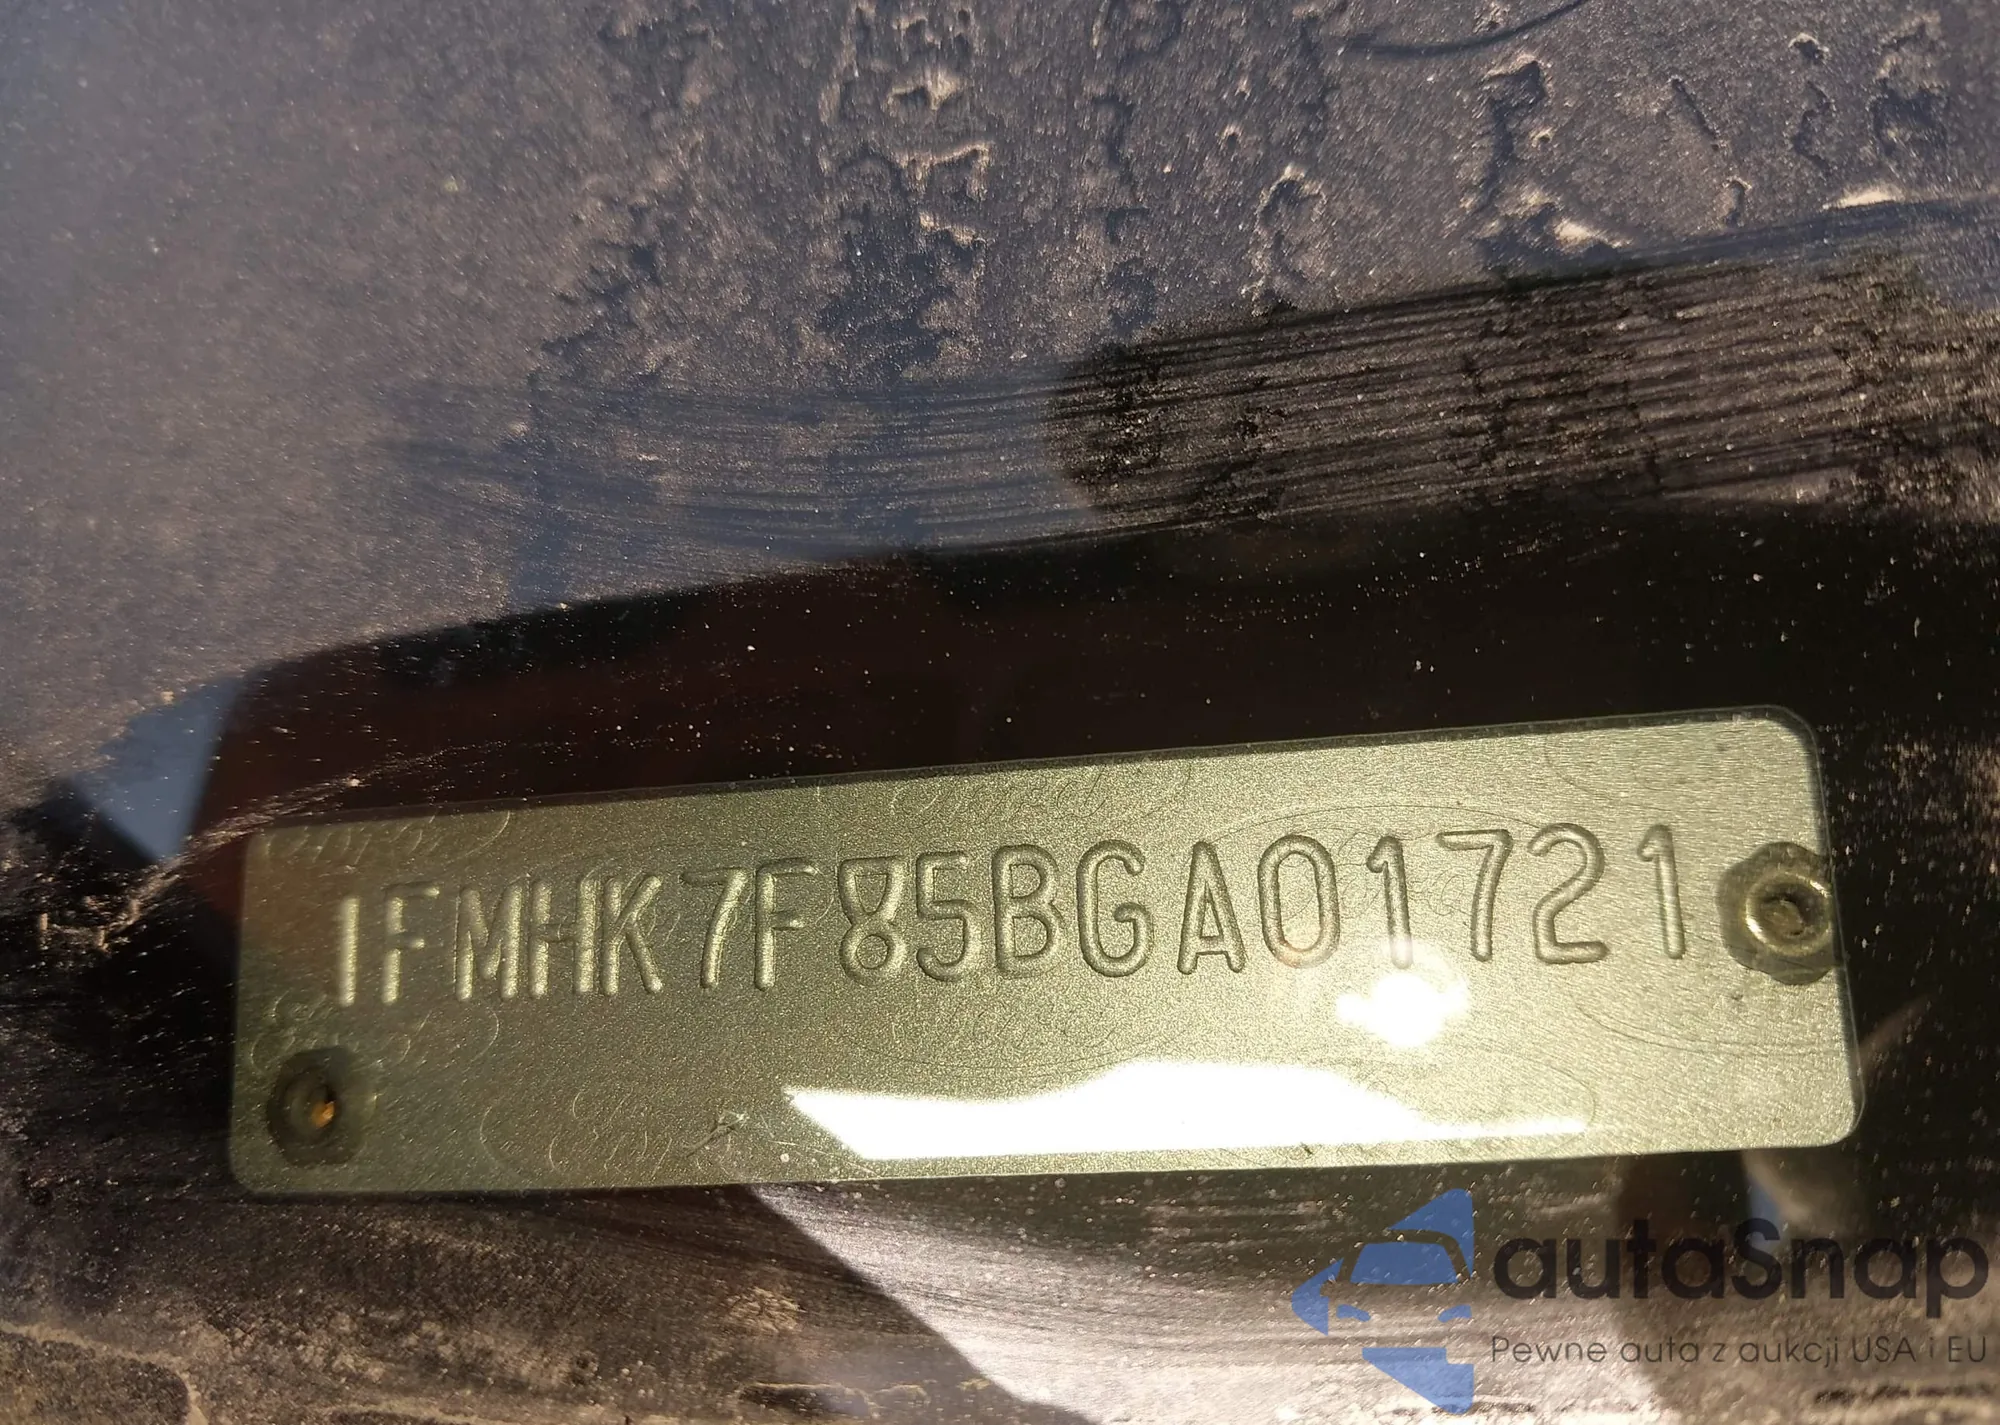 1FMHK7F85BGA01721
autaSnap
Pewne auta z aukcji USA i EU